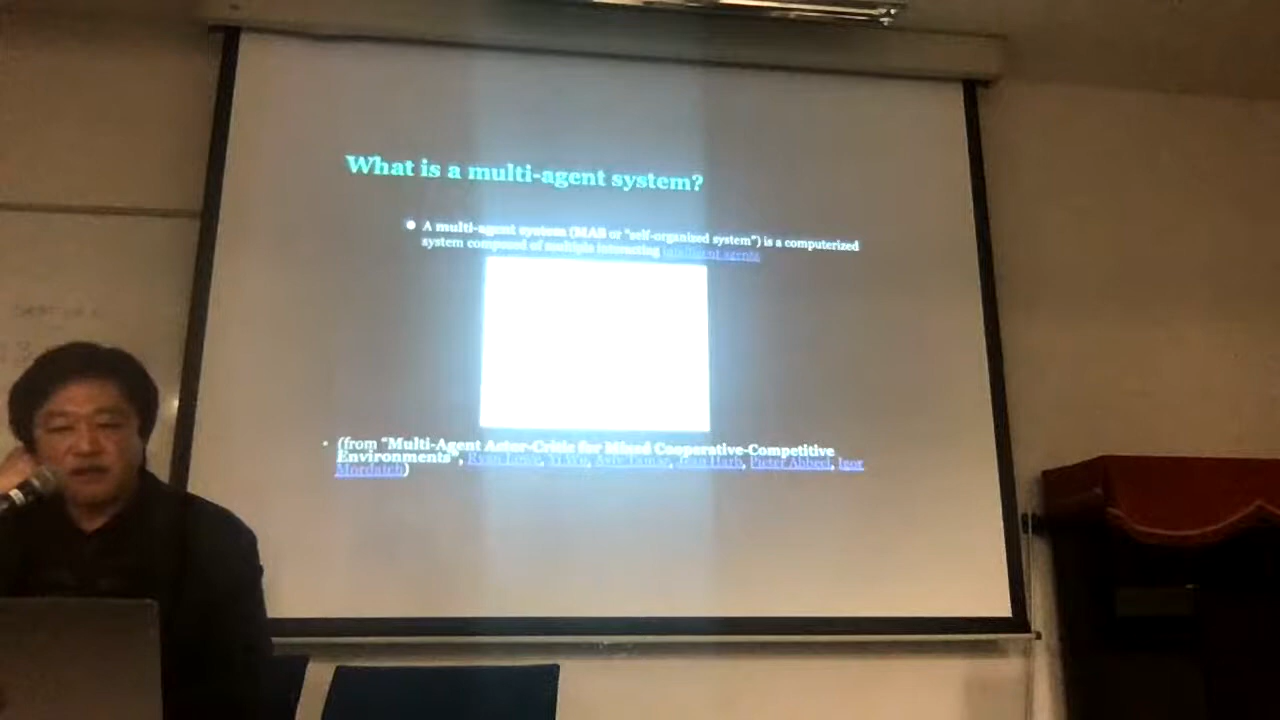 What is a multi-agent system?
● A multi-agent system (MAS or “self-organized system”) is a computerized
system composed of multiple interacting intelligent agents
• (from “Multi-Agent Actor-Critic for Mixed Cooperative-Competitive
Environments”, Ryan Lowe, Yi Wu, Aviv Tamar, Jean Harb, Pieter Abbeel, Igor
Mordatch)